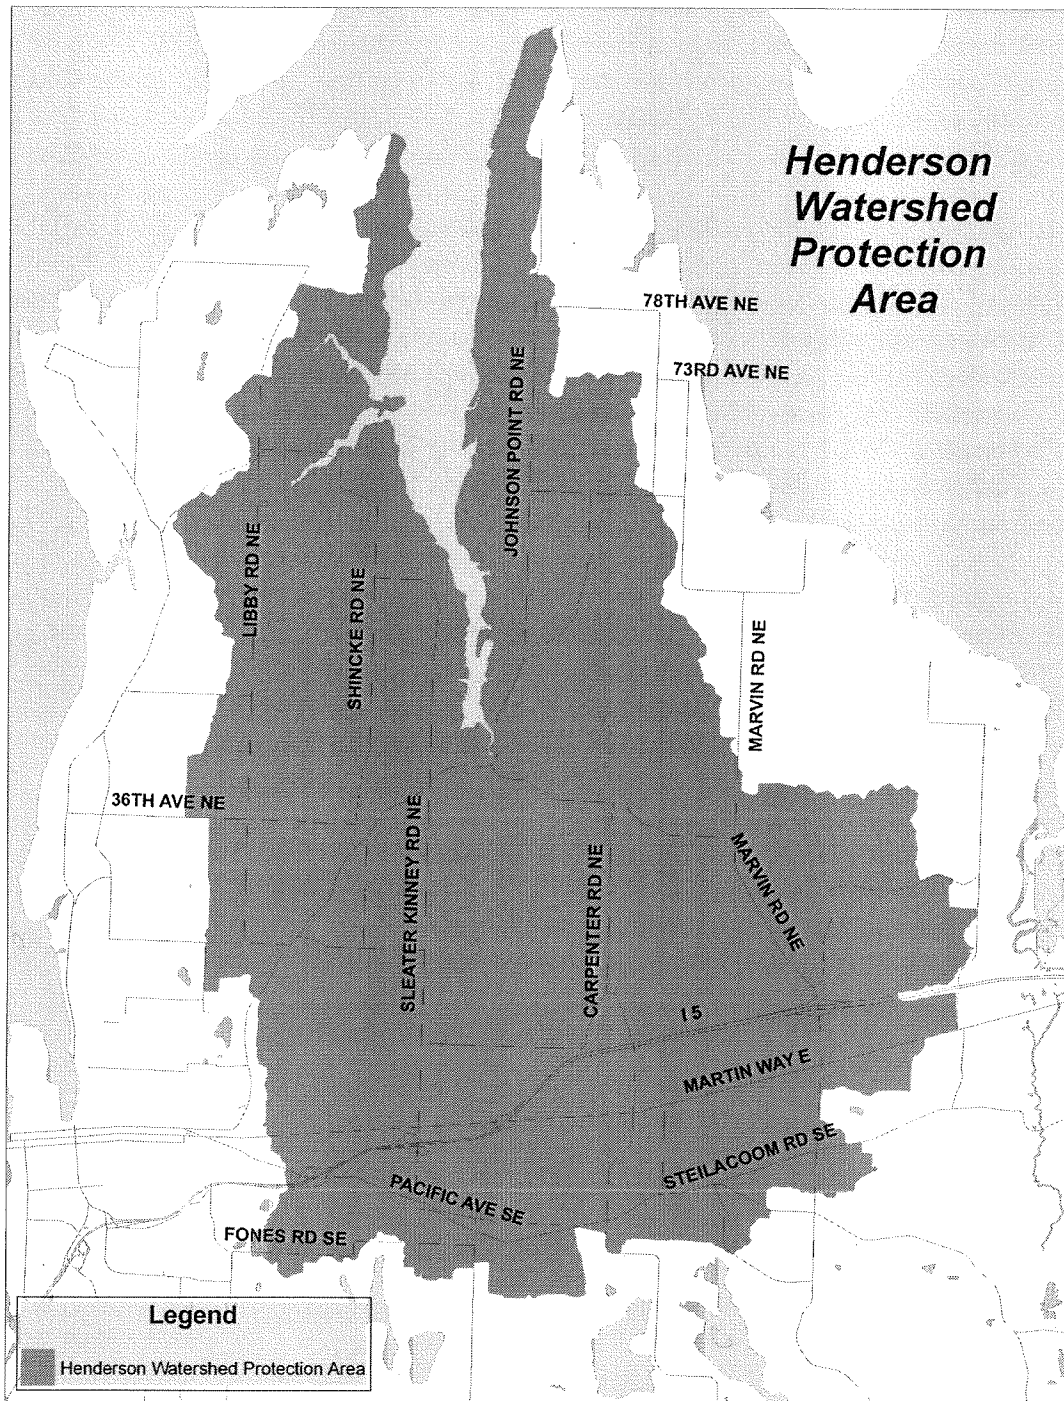 Henderson
Watershed
Protection
Area
78TH AVE NE
73RD AVE NE
JOHNSON POINT RD NE
LIBBY RD NE
SHINCKE RD NE
MARVIN RD NE
36TH AVE NE
SLEATER KINNEY RD NE
CARPENTER RD NE
MARVIN RD NE
I 5
MARTIN WAY E
STEILACOOM RD SE
PACIFIC AVE SE
FONES RD SE
Legend
Henderson Watershed Protection Area